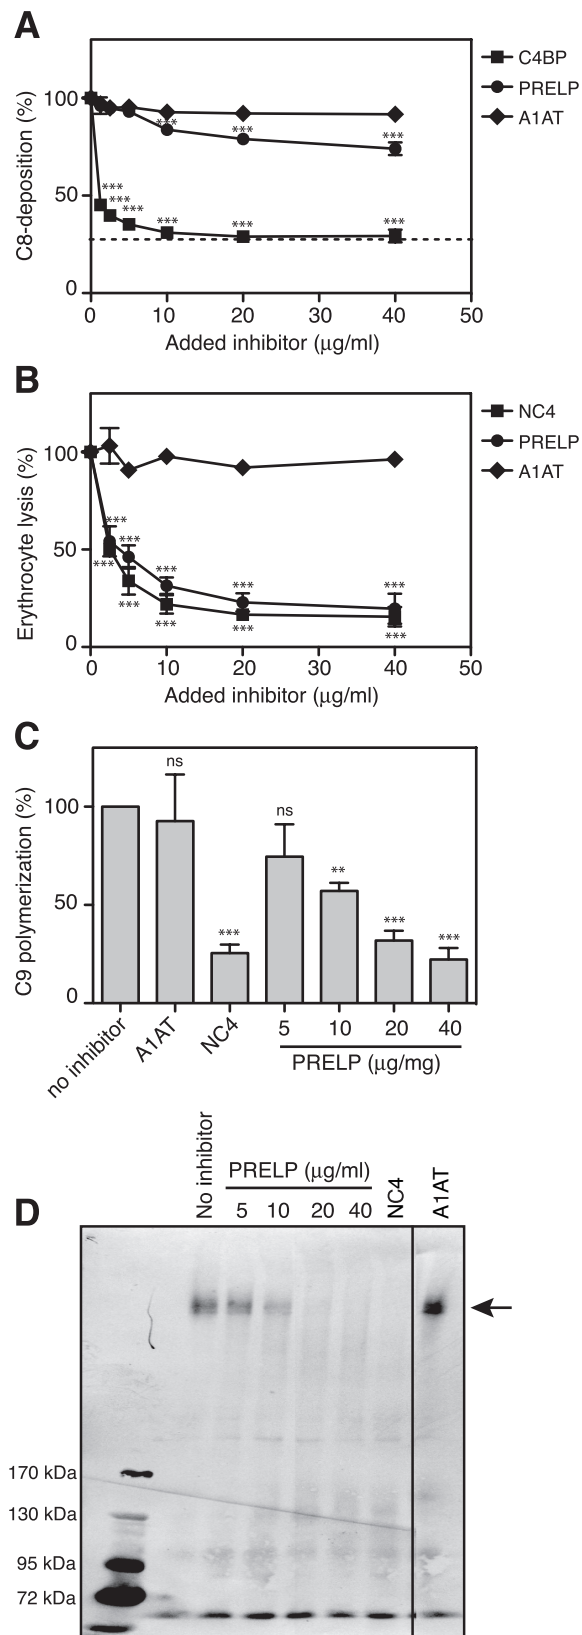 A
C4BP
PRELP
A1AT
C8-deposition (%)
100
50
0
***
***
***
***
***
***
***
***
***
0 10 20 30 40 50
Added inhibitor (μg/ml)
B
NC4
PRELP
A1AT
Erythrocyte lysis (%)
100
50
0
***
***
***
***
***
***
***
***
***
***
0 10 20 30 40 50
Added inhibitor (μg/ml)
C
C9 polymerization (%)
100
50
0
ns
***
ns
**
***
***
no inhibitor
A1AT
NC4
5 10 20 40
PRELP (μg/mg)
D
No inhibitor
PRELP (μg/ml)
5 10 20 40
NC4
A1AT
170 kDa
130 kDa
95 kDa
72 kDa